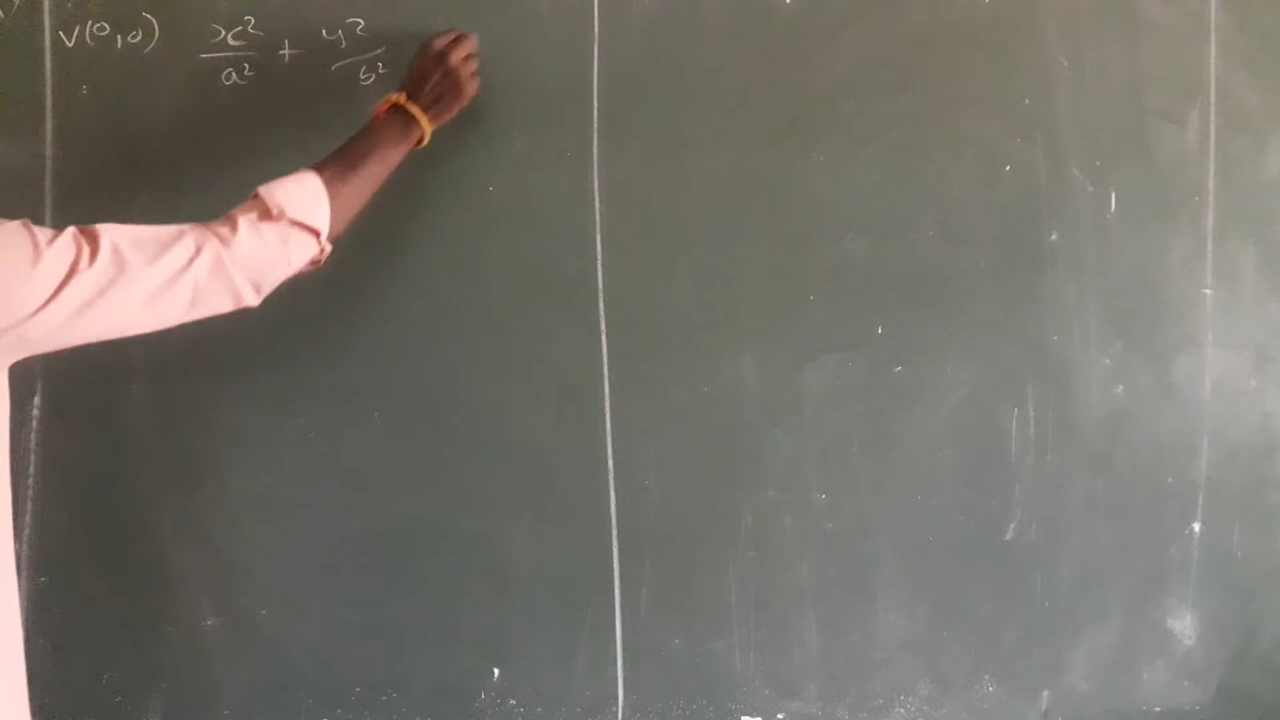 V(0,0) x²/a² + y²/b²